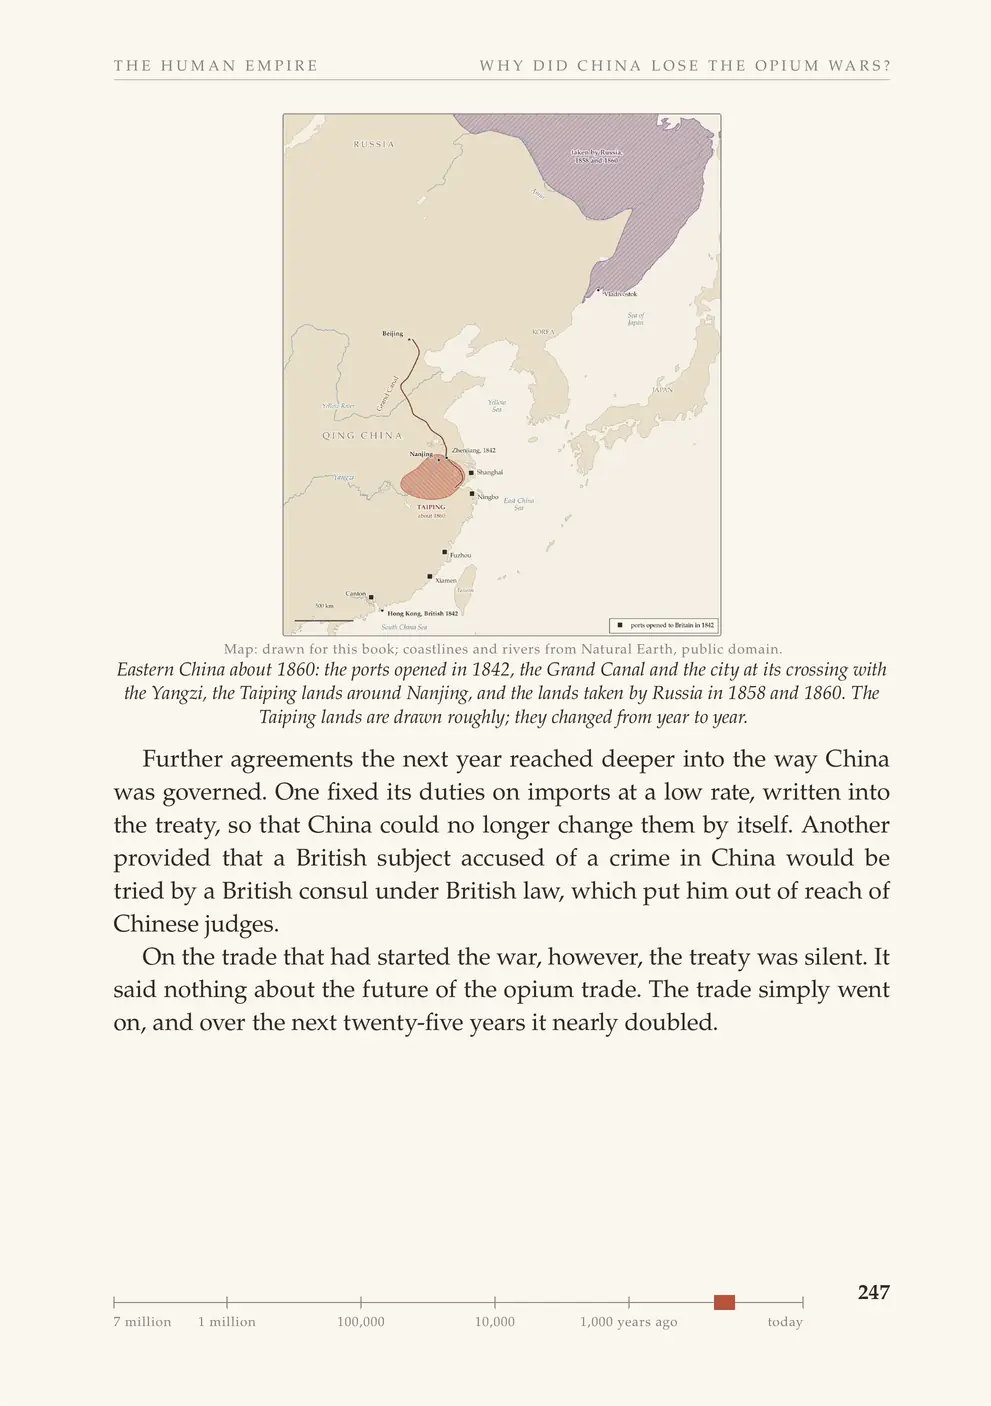 THE HUMAN EMPIRE
WHY DID CHINA LOSE THE OPIUM WARS?
RUSSIA
taken by Russia,
1858 and 1860
Amur
Vladivostok
Sea of
Japan
KOREA
Beijing
JAPAN
Grand Canal
Yellow River
Yellow
Sea
QING CHINA
Zhenjiang, 1842
Nanjing
Shanghai
Yangzi
Ningbo
East China
Sea
TAIPING
about 1860
Fuzhou
Xiamen
Taiwan
Canton
500 km
Hong Kong, British 1842
South China Sea
ports opened to Britain in 1842
Map: drawn for this book; coastlines and rivers from Natural Earth, public domain.
Eastern China about 1860: the ports opened in 1842, the Grand Canal and the city at its crossing with
the Yangzi, the Taiping lands around Nanjing, and the lands taken by Russia in 1858 and 1860. The
Taiping lands are drawn roughly; they changed from year to year.
Further agreements the next year reached deeper into the way China
was governed. One fixed its duties on imports at a low rate, written into
the treaty, so that China could no longer change them by itself. Another
provided that a British subject accused of a crime in China would be
tried by a British consul under British law, which put him out of reach of
Chinese judges.
On the trade that had started the war, however, the treaty was silent. It
said nothing about the future of the opium trade. The trade simply went
on, and over the next twenty-five years it nearly doubled.
247
7 million
1 million
100,000
10,000
1,000 years ago
today